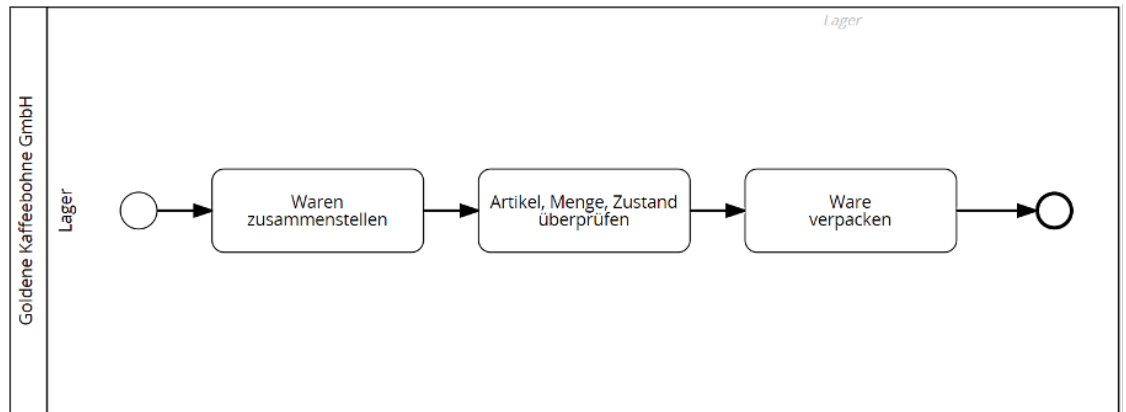 Lager
Goldene Kaffeebohne GmbH
Lager
Waren
zusammenstellen
Artikel, Menge, Zustand
überprüfen
Ware
verpacken